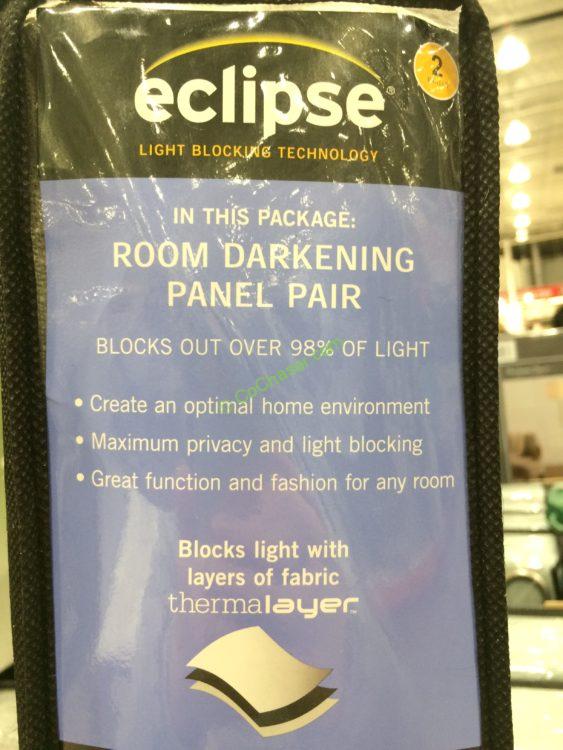 eclipse®
2
LIGHT BLOCKING TECHNOLOGY
IN THIS PACKAGE:
ROOM DARKENING
PANEL PAIR
BLOCKS OUT OVER 98% OF LIGHT
• Create an optimal home environment
• Maximum privacy and light blocking
• Great function and fashion for any room
Blocks light with
layers of fabric
thermalayer™